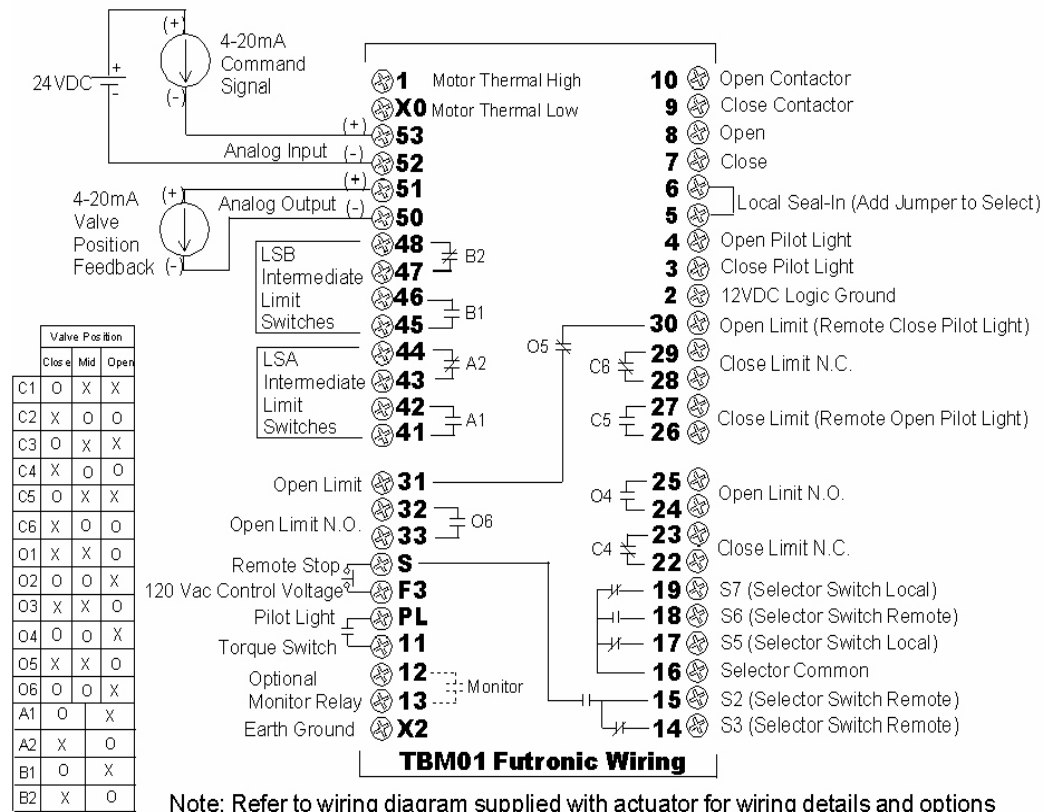 (+)
4-20mA
Command
Signal
24VDC
+
-
(-)
(+)
Analog Input (-)
(+)
4-20mA (+)
Valve
Position
Feedback (-)
Analog Output (-)
1 Motor Thermal High
X0 Motor Thermal Low
53
52
51
50
48
47
B2
46
45
B1
44
43
A2
42
41
A1
LSB
Intermediate
Limit
Switches
LSA
Intermediate
Limit
Switches
Open Limit 31
32
Open Limit N.O.
33
O6
Remote Stop S
120 Vac Control Voltage F3
Pilot Light PL
Torque Switch 11
Optional 12
Monitor Relay 13
Monitor
Earth Ground X2
10 Open Contactor
9 Close Contactor
8 Open
7 Close
6
5
Local Seal-In (Add Jumper to Select)
4 Open Pilot Light
3 Close Pilot Light
2 12VDC Logic Ground
O5
30 Open Limit (Remote Close Pilot Light)
C6
29
28
Close Limit N.C.
C5
27
26
Close Limit (Remote Open Pilot Light)
O4
25
24
Open Linit N.O.
C4
23
22
Close Limit N.C.
19 S7 (Selector Switch Local)
18 S6 (Selector Switch Remote)
17 S5 (Selector Switch Local)
16 Selector Common
15 S2 (Selector Switch Remote)
14 S3 (Selector Switch Remote)
Valve Position
Close Mid Open
C1 O X X
C2 X O O
C3 O X X
C4 X O O
C5 O X X
C6 X O O
O1 X X O
O2 O O X
O3 X X O
O4 O O X
O5 X X O
O6 O O X
A1 O X
A2 X O
B1 O X
B2 X O
TBM01 Futronic Wiring
Note: Refer to wiring diagram supplied with actuator for wiring details and options